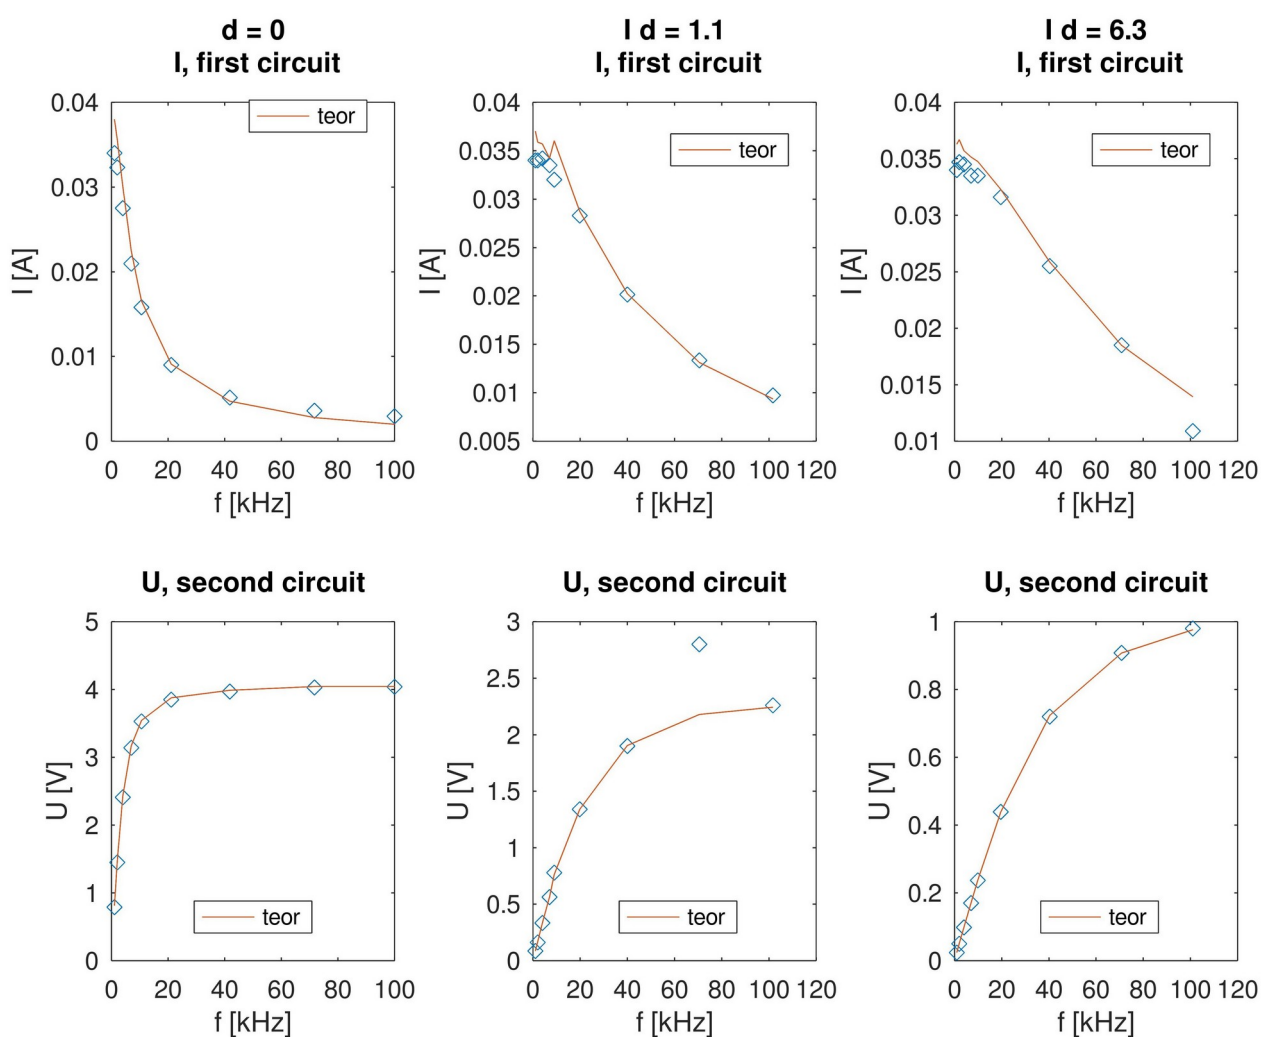 d = 0
I, first circuit
0.04
0.03
0.02
0.01
0
I [A]
teor
0 20 40 60 80 100
f [kHz]
I d = 1.1
I, first circuit
0.04
0.035
0.03
0.025
0.02
0.015
0.01
0.005
I [A]
teor
0 20 40 60 80 100 120
f [kHz]
I d = 6.3
I, first circuit
0.04
0.035
0.03
0.025
0.02
0.015
0.01
I [A]
teor
0 20 40 60 80 100 120
f [kHz]
U, second circuit
5
4
3
2
1
0
U [V]
teor
0 20 40 60 80 100
f [kHz]
U, second circuit
3
2.5
2
1.5
1
0.5
0
U [V]
teor
0 20 40 60 80 100 120
f [kHz]
U, second circuit
1
0.8
0.6
0.4
0.2
0
U [V]
teor
0 20 40 60 80 100 120
f [kHz]